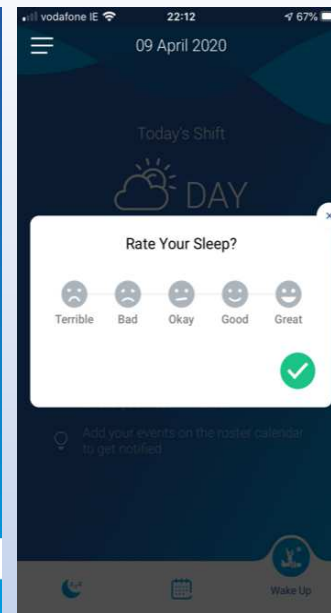 vodafone IE 22:12 67%
09 April 2020
Today's Shift
DAY
Rate Your Sleep?
Terrible Bad Okay Good Great
Add your events on the roster calendar
to get notified
Wake Up